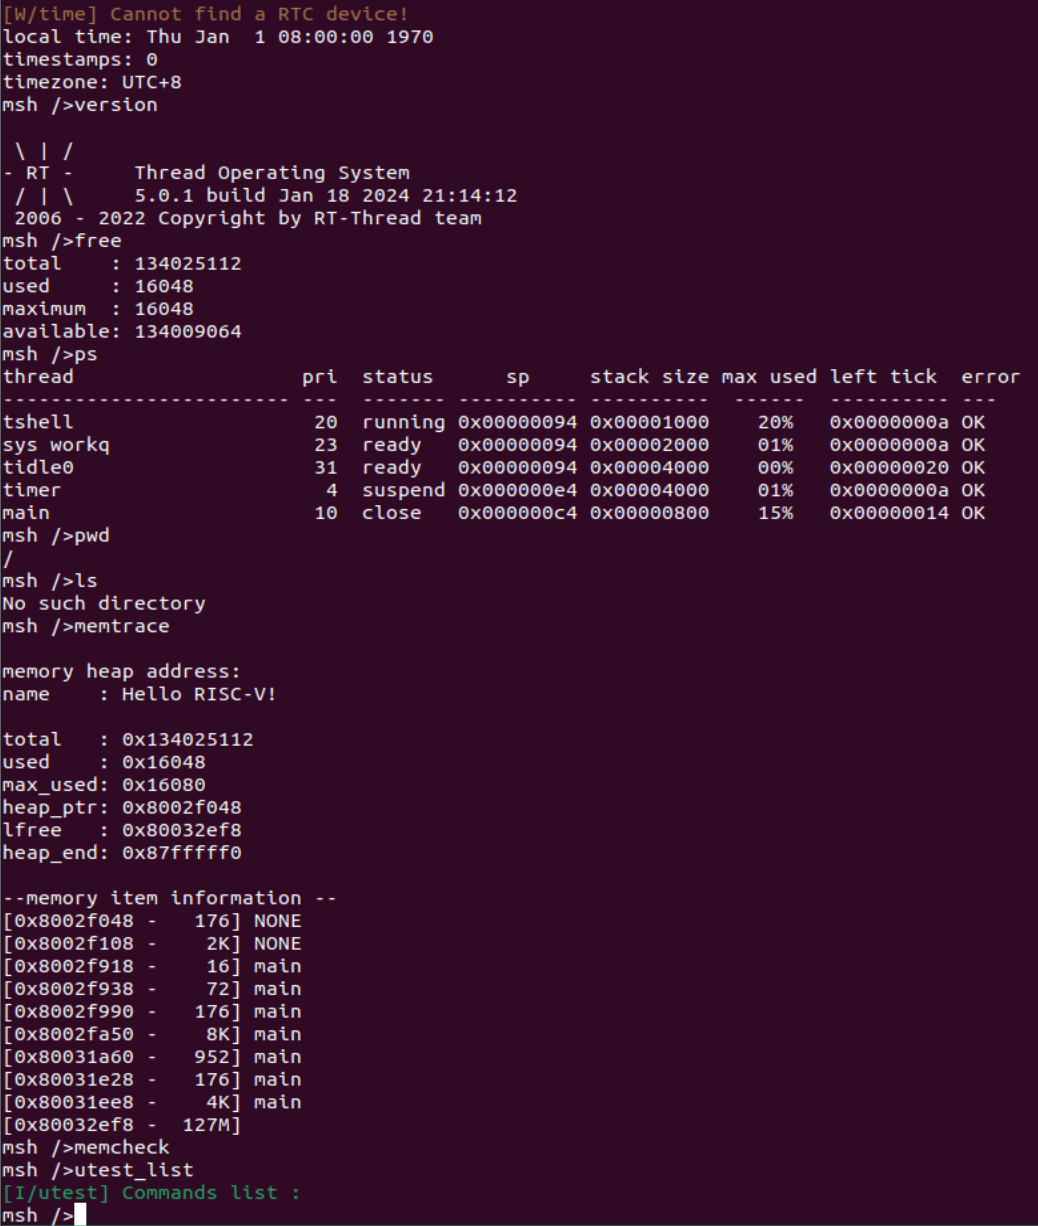 [W/time] Cannot find a RTC device!
local time: Thu Jan  1 08:00:00 1970
timestamps: 0
timezone: UTC+8
msh />version

 \ | /
- RT -     Thread Operating System
 / | \     5.0.1 build Jan 18 2024 21:14:12
 2006 - 2022 Copyright by RT-Thread team
msh />free
total    : 134025112
used     : 16048
maximum  : 16048
available: 134009064
msh />ps
thread                   pri  status      sp     stack size max used left tick  error
------------------------ ---  ------- ---------- ----------  ------  ---------- ---
tshell                    20  running 0x00000094 0x00001000    20%   0x0000000a OK
sys workq                 23  ready   0x00000094 0x00002000    01%   0x0000000a OK
tidle0                    31  ready   0x00000094 0x00004000    00%   0x00000020 OK
timer                      4  suspend 0x000000e4 0x00004000    01%   0x0000000a OK
main                      10  close   0x000000c4 0x00000800    15%   0x00000014 OK
msh />pwd
/
msh />ls
No such directory
msh />memtrace

memory heap address:
name    : Hello RISC-V!

total   : 0x134025112
used    : 0x16048
max_used: 0x16080
heap_ptr: 0x8002f048
lfree   : 0x80032ef8
heap_end: 0x87fffff0

--memory item information --
[0x8002f048 -   176] NONE
[0x8002f108 -    2K] NONE
[0x8002f918 -    16] main
[0x8002f938 -    72] main
[0x8002f990 -   176] main
[0x8002fa50 -    8K] main
[0x80031a60 -   952] main
[0x80031e28 -   176] main
[0x80031ee8 -    4K] main
[0x80032ef8 -  127M]
msh />memcheck
msh />utest_list
[I/utest] Commands list :
msh />